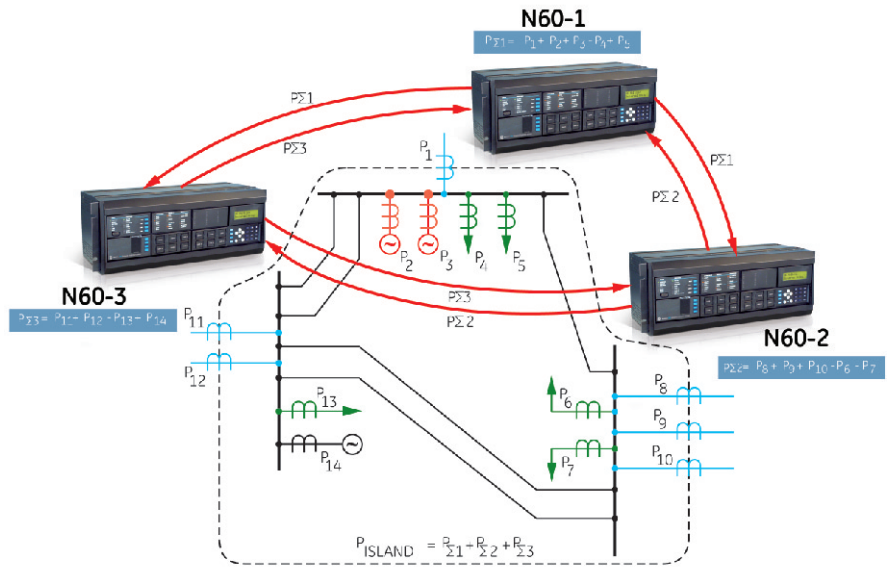 N60-1
PΣ1= P1+ P2+ P3-P4+ P5
PΣ1
PΣ3
P1
PΣ1
PΣ2
P2
P3
P4
P5
N60-3
PΣ3= P11- P12 -P13- P14
PΣ3
PΣ2
N60-2
PΣ2= P8+ P9+ P10-P6-P7
P11
P12
P13
P14
P6
P7
P8
P9
P10
PISLAND = PΣ1+PΣ2+PΣ3